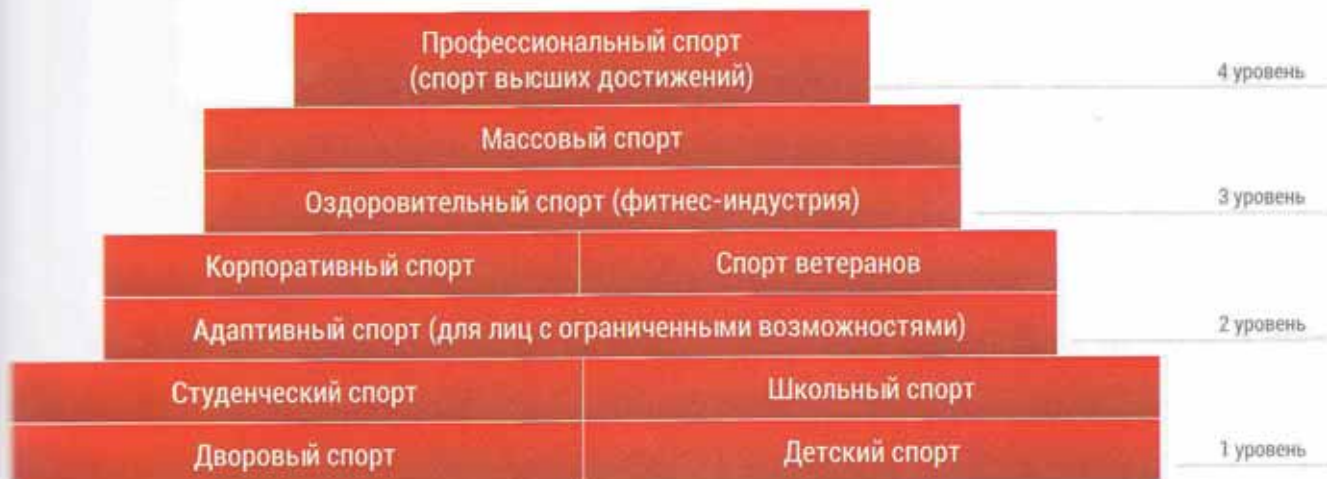 Профессиональный спорт
(спорт высших достижений)
4 уровень
Массовый спорт
Оздоровительный спорт (фитнес-индустрия)
3 уровень
Корпоративный спорт
Спорт ветеранов
Адаптивный спорт (для лиц с ограниченными возможностями)
2 уровень
Студенческий спорт
Школьный спорт
Дворовый спорт
Детский спорт
1 уровень